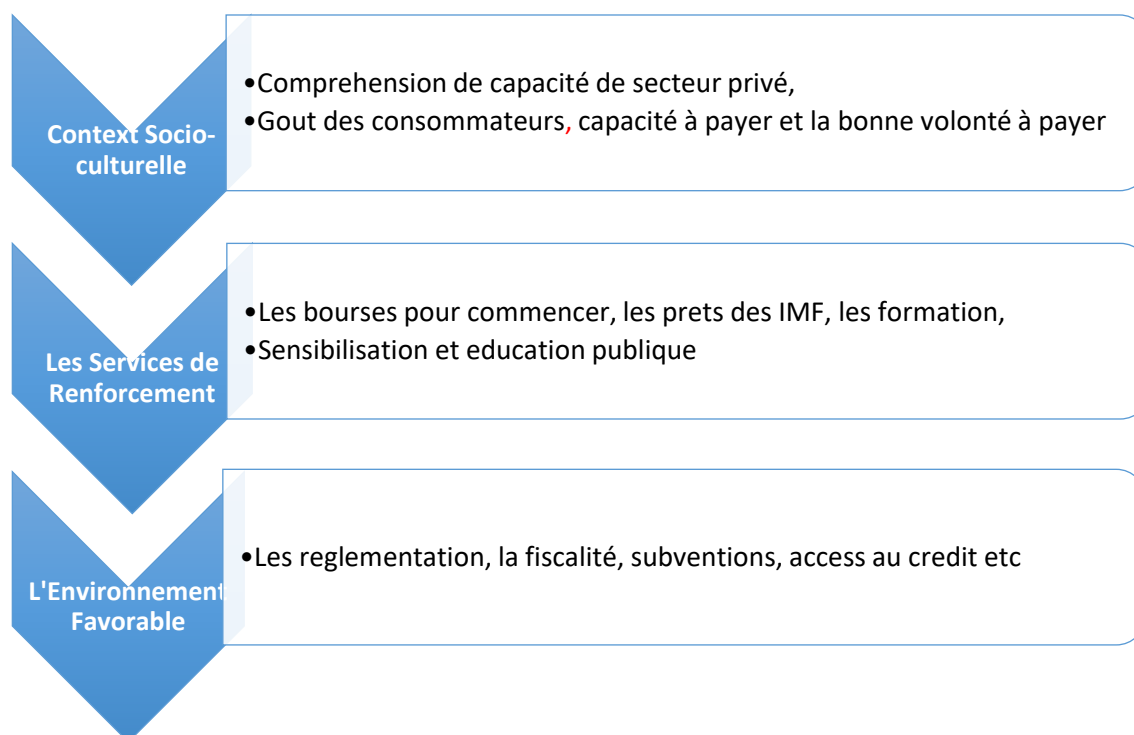 Context Socio-
culturelle
•Comprehension de capacité de secteur privé,
•Gout des consommateurs, capacité à payer et la bonne volonté à payer
Les Services de
Renforcement
•Les bourses pour commencer, les prets des IMF, les formation,
•Sensibilisation et education publique
L'Environnement
Favorable
•Les reglementation, la fiscalité, subventions, access au credit etc